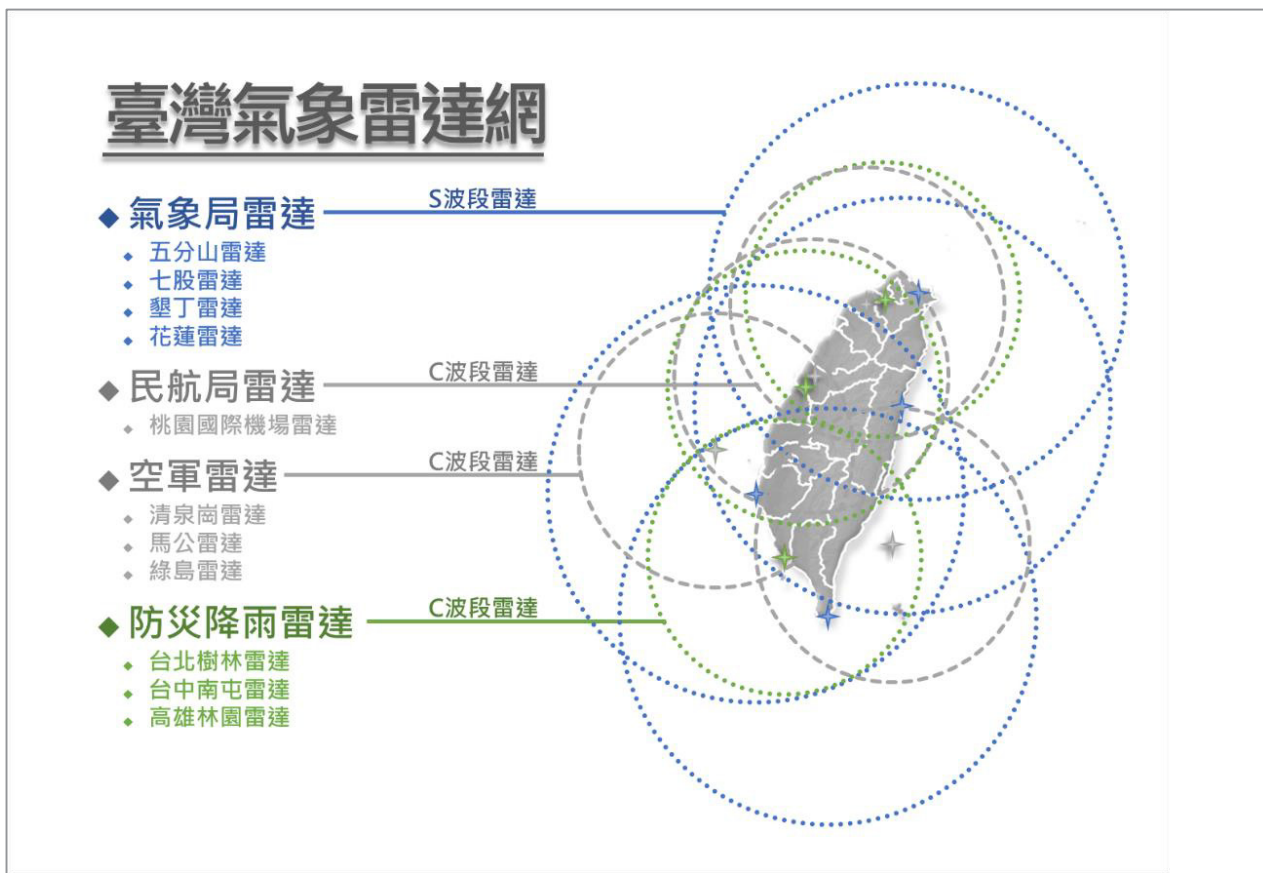 臺灣氣象雷達網
◆ 氣象局雷達
S波段雷達
◆ 五分山雷達
◆ 七股雷達
◆ 墾丁雷達
◆ 花蓮雷達
◆ 民航局雷達
C波段雷達
◆ 桃園國際機場雷達
◆ 空軍雷達
C波段雷達
◆ 清泉崗雷達
◆ 馬公雷達
◆ 綠島雷達
◆ 防災降雨雷達
C波段雷達
◆ 台北樹林雷達
◆ 台中南屯雷達
◆ 高雄林園雷達